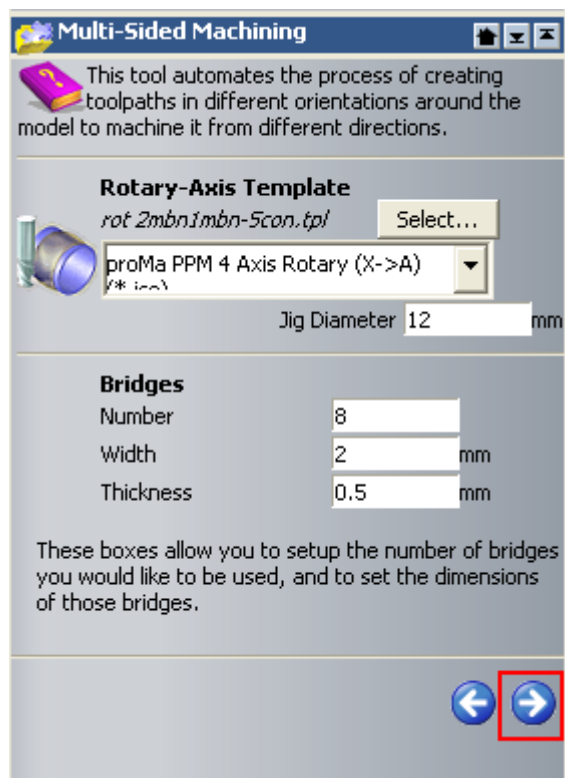 Multi-Sided Machining
This tool automates the process of creating
toolpaths in different orientations around the
model to machine it from different directions.
Rotary-Axis Template
rot 2mbn1mbn-5con.tpl Select...
proMa PPM 4 Axis Rotary (X->A)
(*.iso)
Jig Diameter 12 mm
Bridges
Number 8
Width 2 mm
Thickness 0.5 mm
These boxes allow you to setup the number of bridges
you would like to be used, and to set the dimensions
of those bridges.